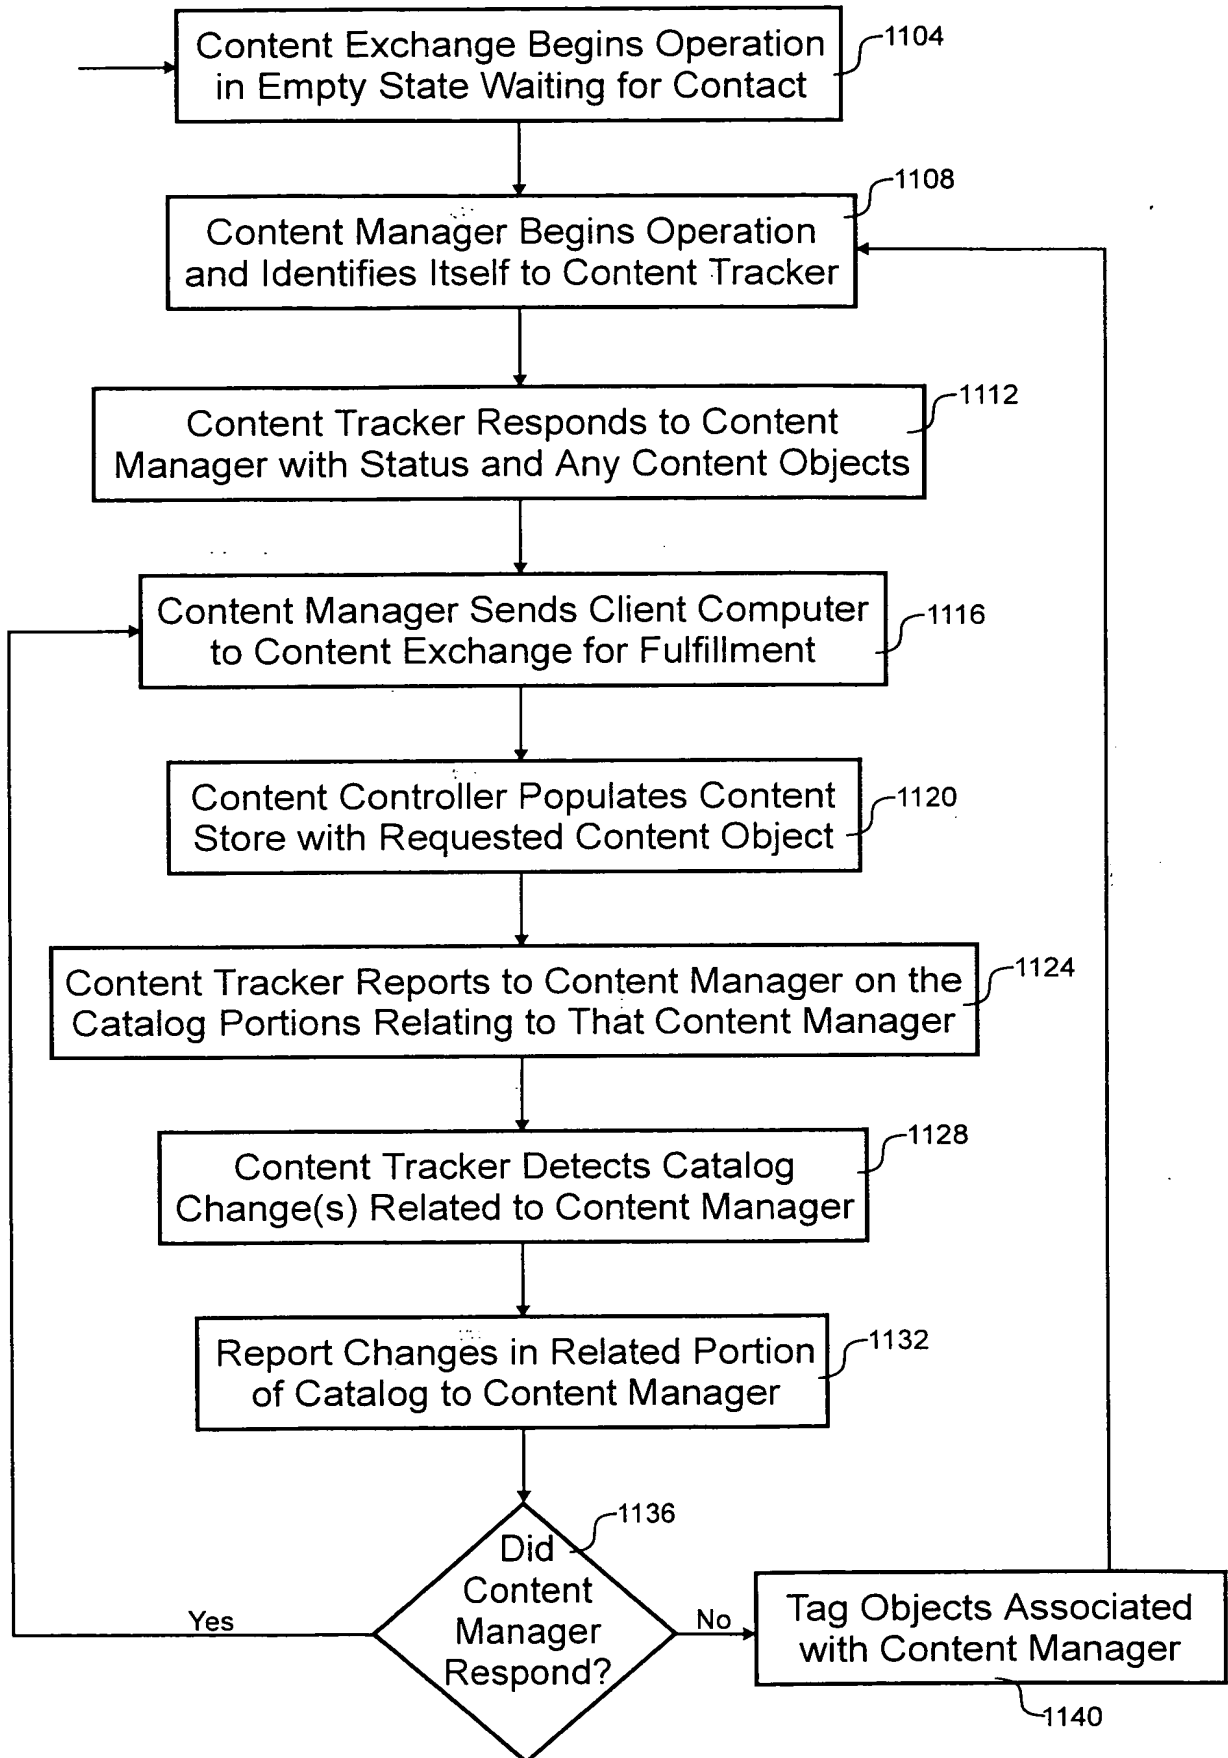 Content Exchange Begins Operation
in Empty State Waiting for Contact
1104
1108
Content Manager Begins Operation
and Identifies Itself to Content Tracker
1112
Content Tracker Responds to Content
Manager with Status and Any Content Objects
Content Manager Sends Client Computer
to Content Exchange for Fulfillment
1116
Content Controller Populates Content
Store with Requested Content Object
1120
Content Tracker Reports to Content Manager on the
Catalog Portions Relating to That Content Manager
1124
Content Tracker Detects Catalog
Change(s) Related to Content Manager
1128
Report Changes in Related Portion
of Catalog to Content Manager
1132
1136
Did
Content
Manager
Respond?
Yes
No
Tag Objects Associated
with Content Manager
1140